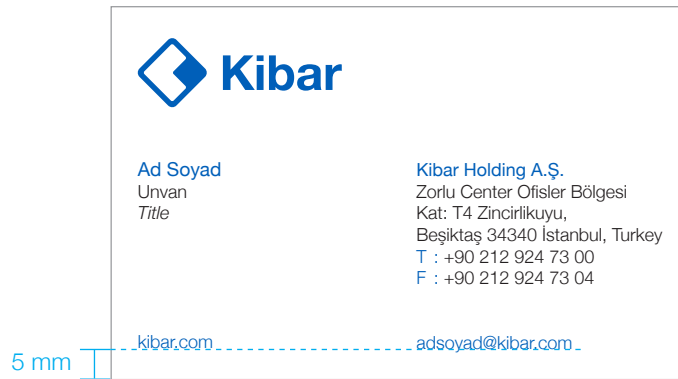 Kibar
Ad Soyad
Unvan
Title
Kibar Holding A.Ş.
Zorlu Center Ofisler Bölgesi
Kat: T4 Zincirlikuyu,
Beşiktaş 34340 İstanbul, Turkey
T : +90 212 924 73 00
F : +90 212 924 73 04
kibar.com
adsoyad@kibar.com
5 mm